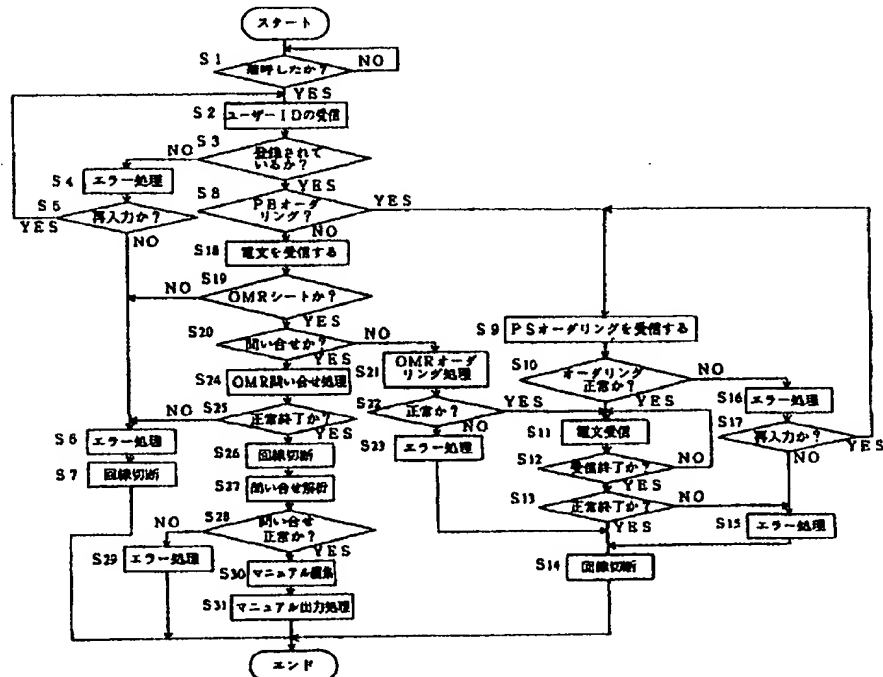 スタート
S1
着呼したか?
NO
YES
S2
ユーザーIDの受信
S3
NO
登録されて
いるか?
YES
S4
エラー処理
S5
再入力か?
YES
NO
S8
PBオーダ
リング?
YES
NO
S18
電文を受信する
S19
NO
OMRシートか?
YES
S20
問い合せか?
NO
YES
S24
OMR問い合せ処理
S25
NO
正常終了か?
YES
S6
エラー処理
S7
回線切断
S26
回線切断
S27
問い合せ解析
S28
NO
問い合せ
正常か?
YES
S29
エラー処理
S30
マニュアル編集
S31
マニュアル出力処理
S21
OMRオーダ
リング処理
S22
正常か?
YES
NO
S23
エラー処理
S9
PSオーダリングを受信する
S10
オーダリング
正常か?
NO
YES
S11
電文受信
S12
受信終了か?
NO
YES
S13
正常終了か?
NO
YES
S14
回線切断
S16
エラー処理
S17
再入力か?
YES
NO
S15
エラー処理
エンド